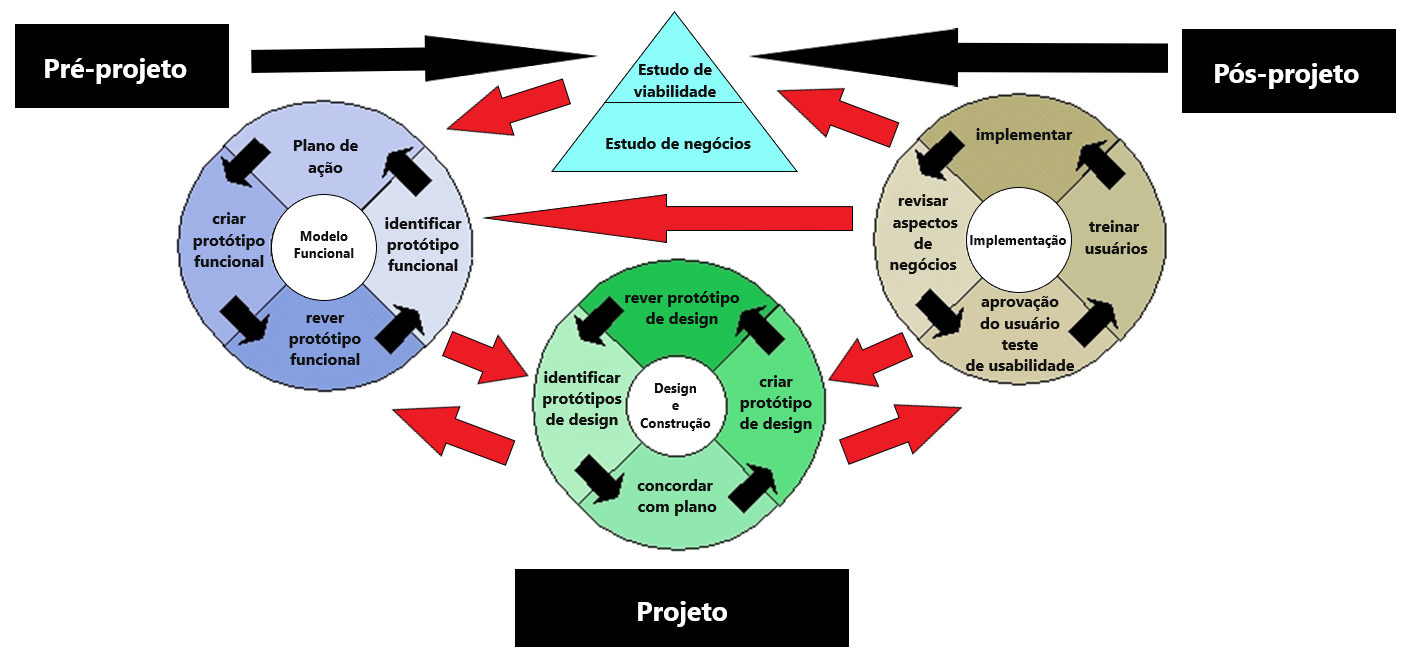 Pré-projeto
Estudo de
viabilidade
Estudo de negócios
Pós-projeto
Plano de
ação
criar
protótipo
funcional
Modelo
Funcional
identificar
protótipo
funcional
rever
protótipo
funcional
implementar
revisar
aspectos
de
negócios
Implementação
treinar
usuários
aprovação
do usuário
teste
de usabilidade
rever protótipo
de design
identificar
protótipos
de design
Design
e
Construção
criar
protótipo
de design
concordar
com plano
Projeto